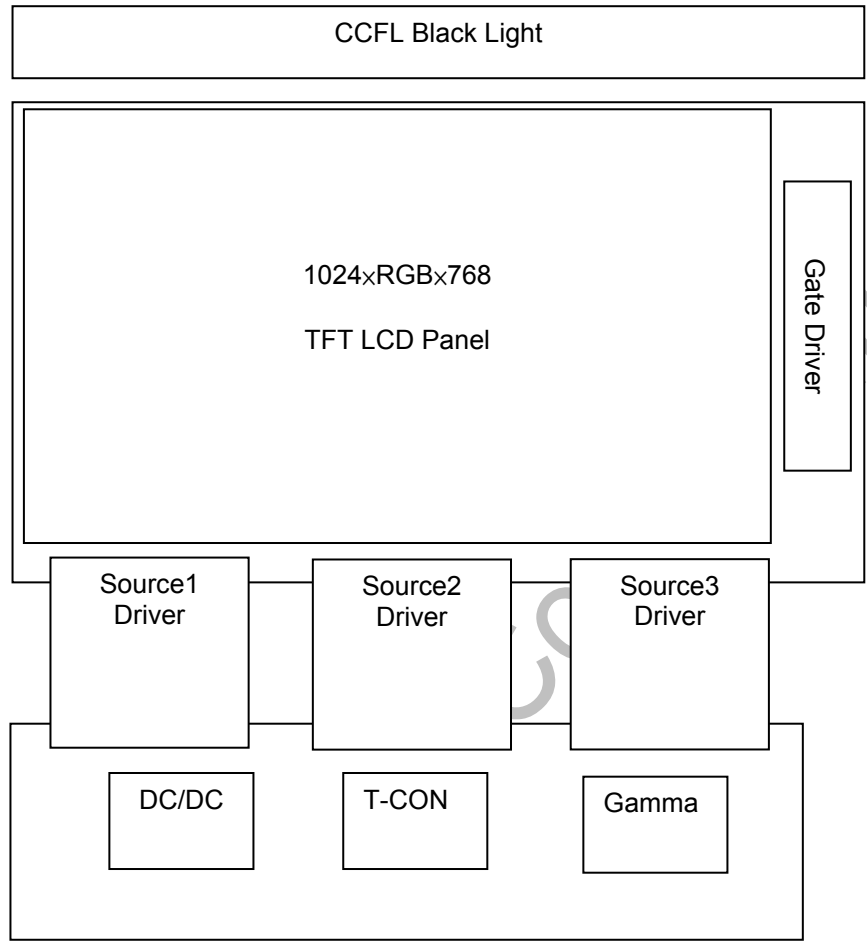 CCFL Black Light
1024×RGB×768
TFT LCD Panel
Gate Driver
Source1
Driver
Source2
Driver
Source3
Driver
DC/DC
T-CON
Gamma